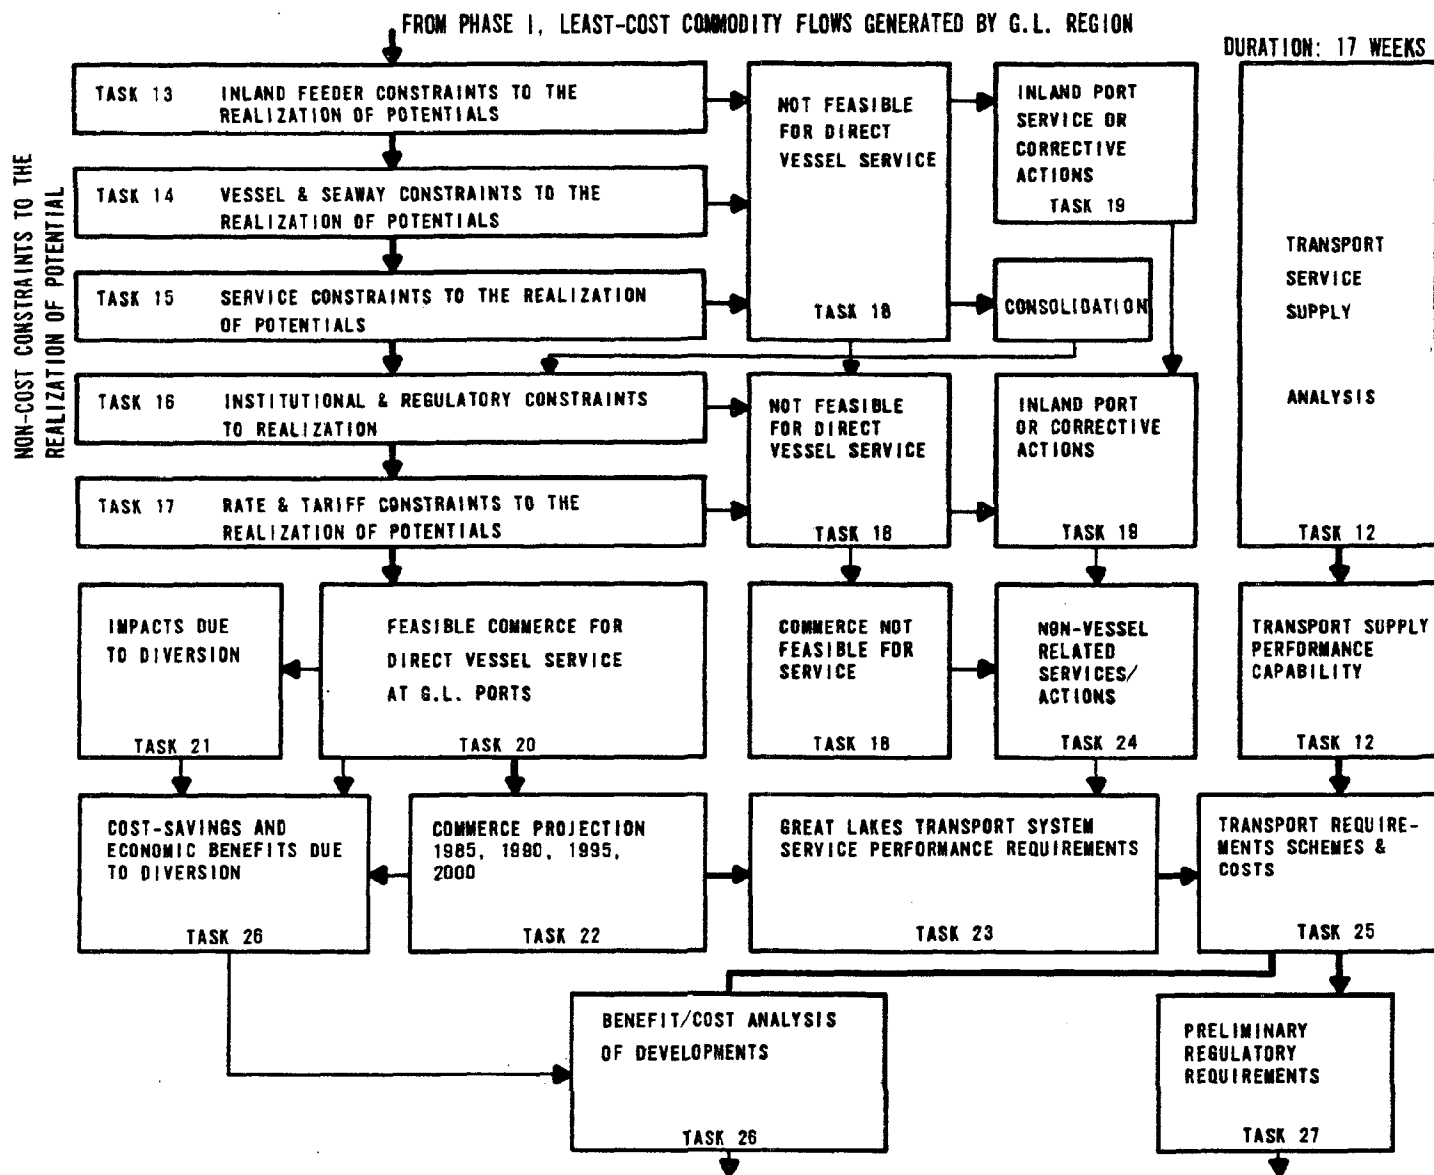 FROM PHASE I, LEAST-COST COMMODITY FLOWS GENERATED BY G.L. REGION
DURATION: 17 WEEKS
NON-COST CONSTRAINTS TO THE
REALIZATION OF POTENTIAL
TASK 13 INLAND FEEDER CONSTRAINTS TO THE
REALIZATION OF POTENTIALS
NOT FEASIBLE
FOR DIRECT
VESSEL SERVICE
TASK 18
INLAND PORT
SERVICE OR
CORRECTIVE
ACTIONS
TASK 19
TRANSPORT
SERVICE
SUPPLY
ANALYSIS
TASK 12
TASK 14 VESSEL & SEAWAY CONSTRAINTS TO THE
REALIZATION OF POTENTIALS
TASK 15 SERVICE CONSTRAINTS TO THE REALIZATION
OF POTENTIALS
CONSOLIDATION
TASK 16 INSTITUTIONAL & REGULATORY CONSTRAINTS
TO REALIZATION
NOT FEASIBLE
FOR DIRECT
VESSEL SERVICE
TASK 18
INLAND PORT
OR CORRECTIVE
ACTIONS
TASK 19
TASK 17 RATE & TARIFF CONSTRAINTS TO THE
REALIZATION OF POTENTIALS
IMPACTS DUE
TO DIVERSION
TASK 21
FEASIBLE COMMERCE FOR
DIRECT VESSEL SERVICE
AT G.L. PORTS
TASK 20
COMMERCE NOT
FEASIBLE FOR
SERVICE
TASK 18
NON-VESSEL
RELATED
SERVICES/
ACTIONS
TASK 24
TRANSPORT SUPPLY
PERFORMANCE
CAPABILITY
TASK 12
COST-SAVINGS AND
ECONOMIC BENEFITS DUE
TO DIVERSION
TASK 26
COMMERCE PROJECTION
1985, 1990, 1995,
2000
TASK 22
GREAT LAKES TRANSPORT SYSTEM
SERVICE PERFORMANCE REQUIREMENTS
TASK 23
TRANSPORT REQUIRE-
MENTS SCHEMES &
COSTS
TASK 25
BENEFIT/COST ANALYSIS
OF DEVELOPMENTS
TASK 26
PRELIMINARY
REGULATORY
REQUIREMENTS
TASK 27